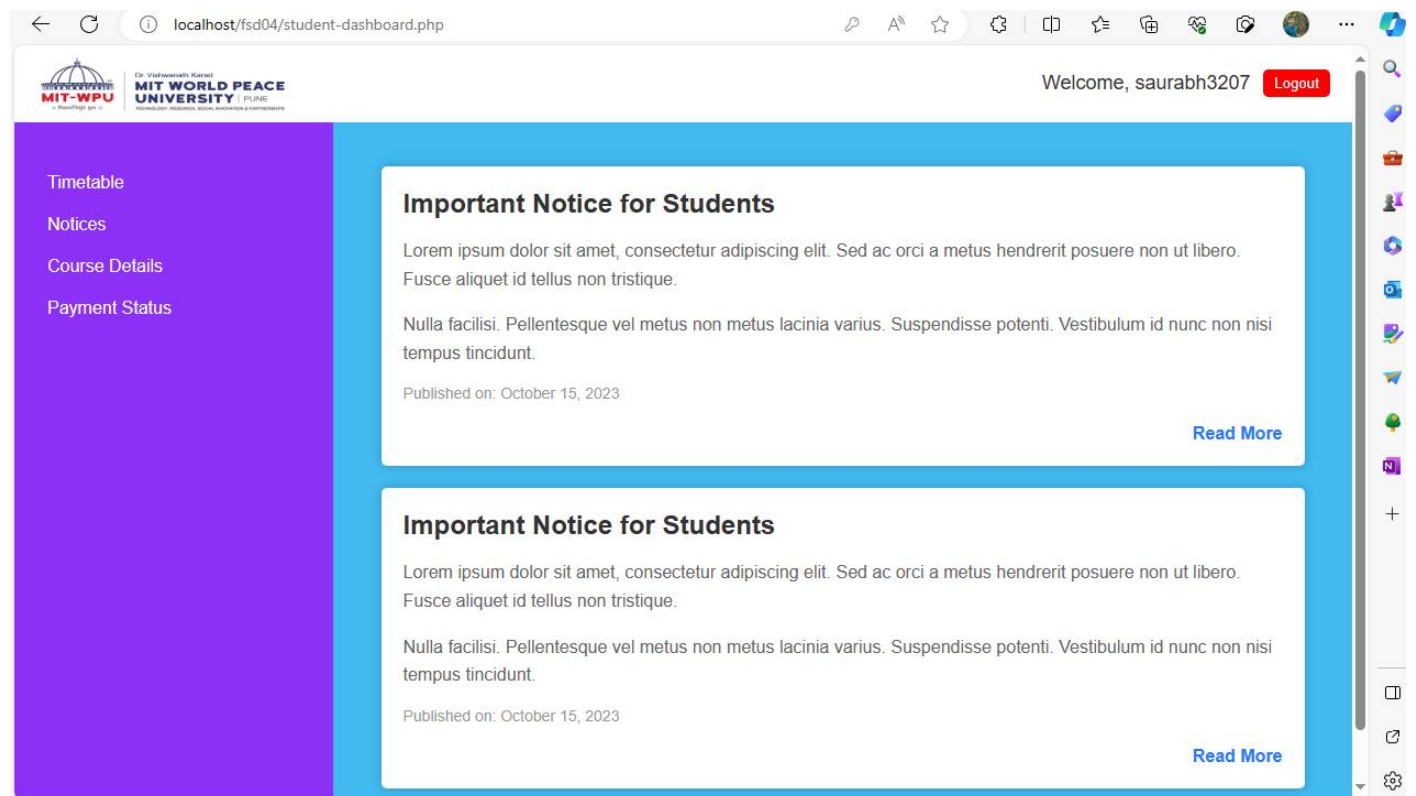 localhost/fsd04/student-dashboard.php
Dr. Vishwanath Karad
MIT WORLD PEACE
UNIVERSITY | PUNE
TECHNOLOGY, RESEARCH, SOCIAL INNOVATION & PARTNERSHIPS
MIT-WPU
Welcome, saurabh3207
Logout
Timetable
Notices
Course Details
Payment Status
Important Notice for Students
Lorem ipsum dolor sit amet, consectetur adipiscing elit. Sed ac orci a metus hendrerit posuere non ut libero.
Fusce aliquet id tellus non tristique.
Nulla facilisi. Pellentesque vel metus non metus lacinia varius. Suspendisse potenti. Vestibulum id nunc non nisi
tempus tincidunt.
Published on: October 15, 2023
Read More
Important Notice for Students
Lorem ipsum dolor sit amet, consectetur adipiscing elit. Sed ac orci a metus hendrerit posuere non ut libero.
Fusce aliquet id tellus non tristique.
Nulla facilisi. Pellentesque vel metus non metus lacinia varius. Suspendisse potenti. Vestibulum id nunc non nisi
tempus tincidunt.
Published on: October 15, 2023
Read More